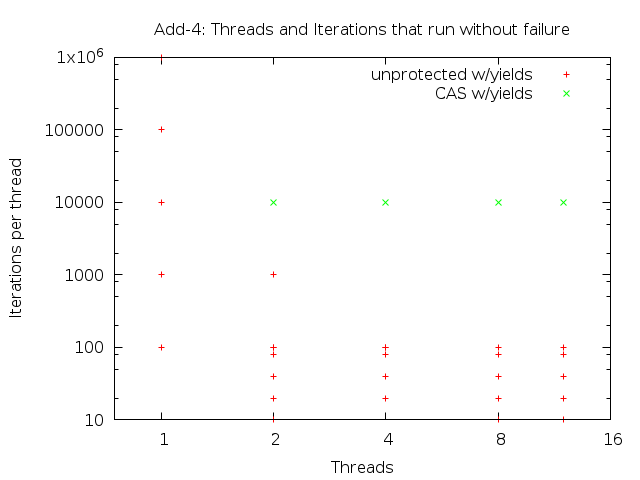 Add-4: Threads and Iterations that run without failure
1x10^6
100000
10000
1000
100
10
Iterations per thread
unprotected w/yields
CAS w/yields
1 2 4 8 16
Threads